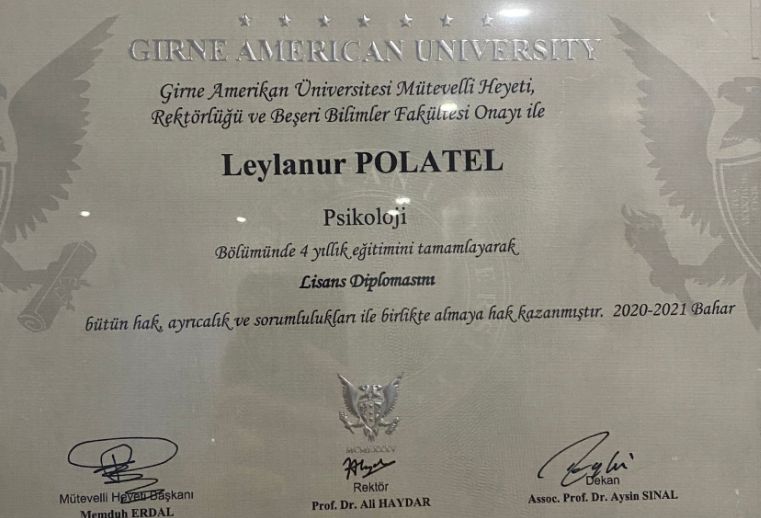 GIRNE AMERICAN UNIVERSITY
Girne Amerikan Üniversitesi Mütevelli Heyeti,
Rektörlüğü ve Beşeri Bilimler Fakültesi Onayı ile
Leylanur POLATEL
Psikoloji
Bölümünde 4 yıllık eğitimini tamamlayarak
Lisans Diplomasını
bütün hak, ayrıcalık ve sorumlulukları ile birlikte almaya hak kazanmıştır. 2020-2021 Bahar
Mütevelli Heyeti Başkanı
Memduh ERDAL
Rektör
Prof. Dr. Ali HAYDAR
Dekan
Assoc. Prof. Dr. Aysin SINAL